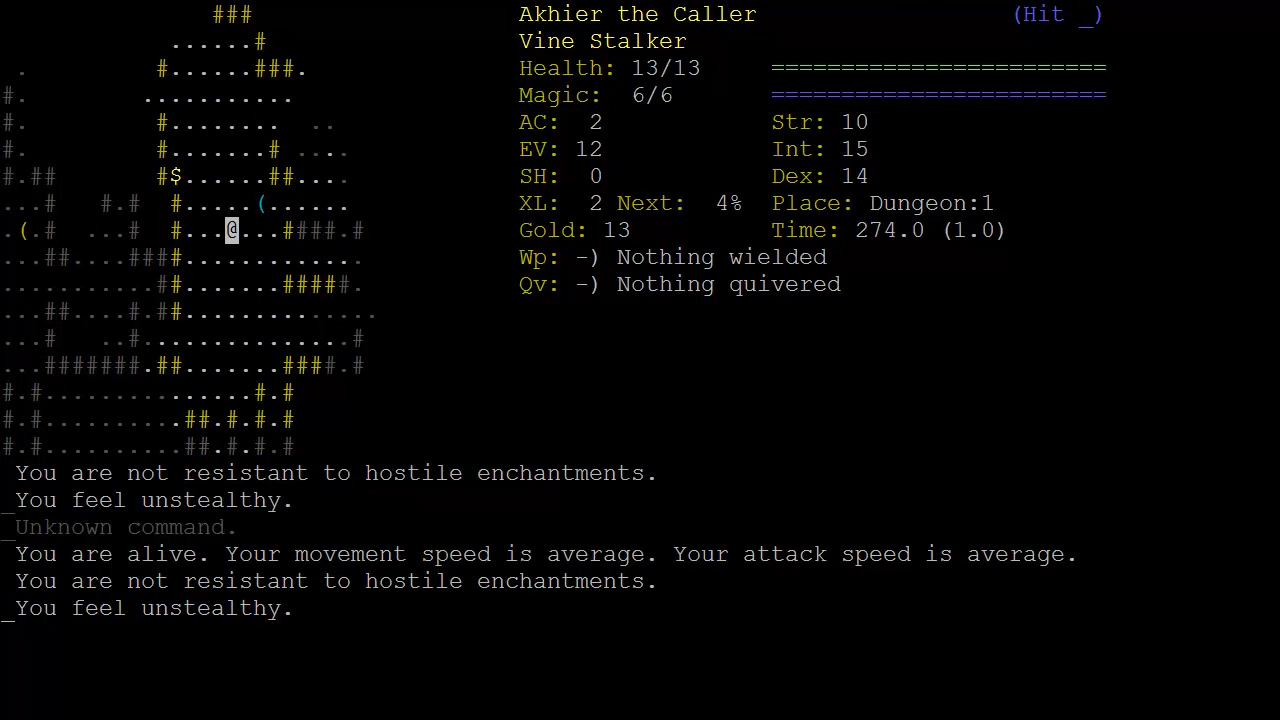 ###                  Akhier the Caller                 (Hit _)
            ......#                 Vine Stalker
 .         #......###.              Health: 13/13     ========================
#.        ...........               Magic:  6/6       ========================
#.         #........  ..            AC:  2            Str: 10
#.         #.......# ....           EV: 12            Int: 15
#.##       #$......##....           SH:  0            Dex: 14
...#   #.#  #.....(......           XL:  2 Next:  4%  Place: Dungeon:1
.(.#  ...#  #...@...####.#          Gold: 13          Time: 274.0 (1.0)
...##....####.............          Wp: -) Nothing wielded
...........##.......#####.          Qv: -) Nothing quivered
...##....#.##..............
...#   ..#...............#
...#######.##.......####.#
#.#...............#.#
#.#..........##.#.#.#
#.#..........##.#.#.#
 You are not resistant to hostile enchantments.
_You feel unstealthy.
_Unknown command.
 You are alive. Your movement speed is average. Your attack speed is average.
 You are not resistant to hostile enchantments.
_You feel unstealthy.